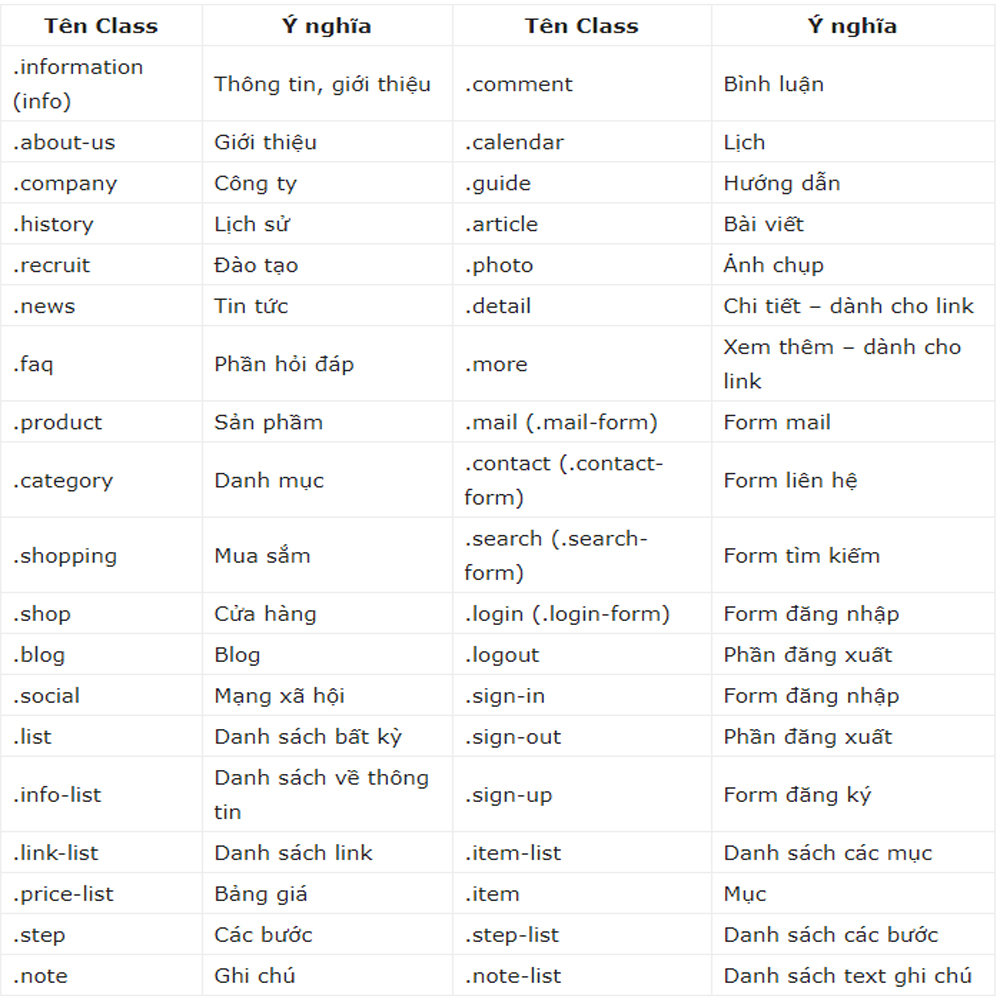 Tên Class Ý nghĩa Tên Class Ý nghĩa
.information
(info)
Thông tin, giới thiệu .comment Bình luận
.about-us Giới thiệu .calendar Lịch
.company Công ty .guide Hướng dẫn
.history Lịch sử .article Bài viết
.recruit Đào tạo .photo Ảnh chụp
.news Tin tức .detail Chi tiết – dành cho link
.faq Phần hỏi đáp .more Xem thêm – dành cho
link
.product Sản phầm .mail (.mail-form) Form mail
.category Danh mục .contact (.contact-
form)
Form liên hệ
.shopping Mua sắm .search (.search-
form)
Form tìm kiếm
.shop Cửa hàng .login (.login-form) Form đăng nhập
.blog Blog .logout Phần đăng xuất
.social Mạng xã hội .sign-in Form đăng nhập
.list Danh sách bất kỳ .sign-out Phần đăng xuất
.info-list Danh sách về thông
tin
.sign-up Form đăng ký
.link-list Danh sách link .item-list Danh sách các mục
.price-list Bảng giá .item Mục
.step Các bước .step-list Danh sách các bước
.note Ghi chú .note-list Danh sách text ghi chú